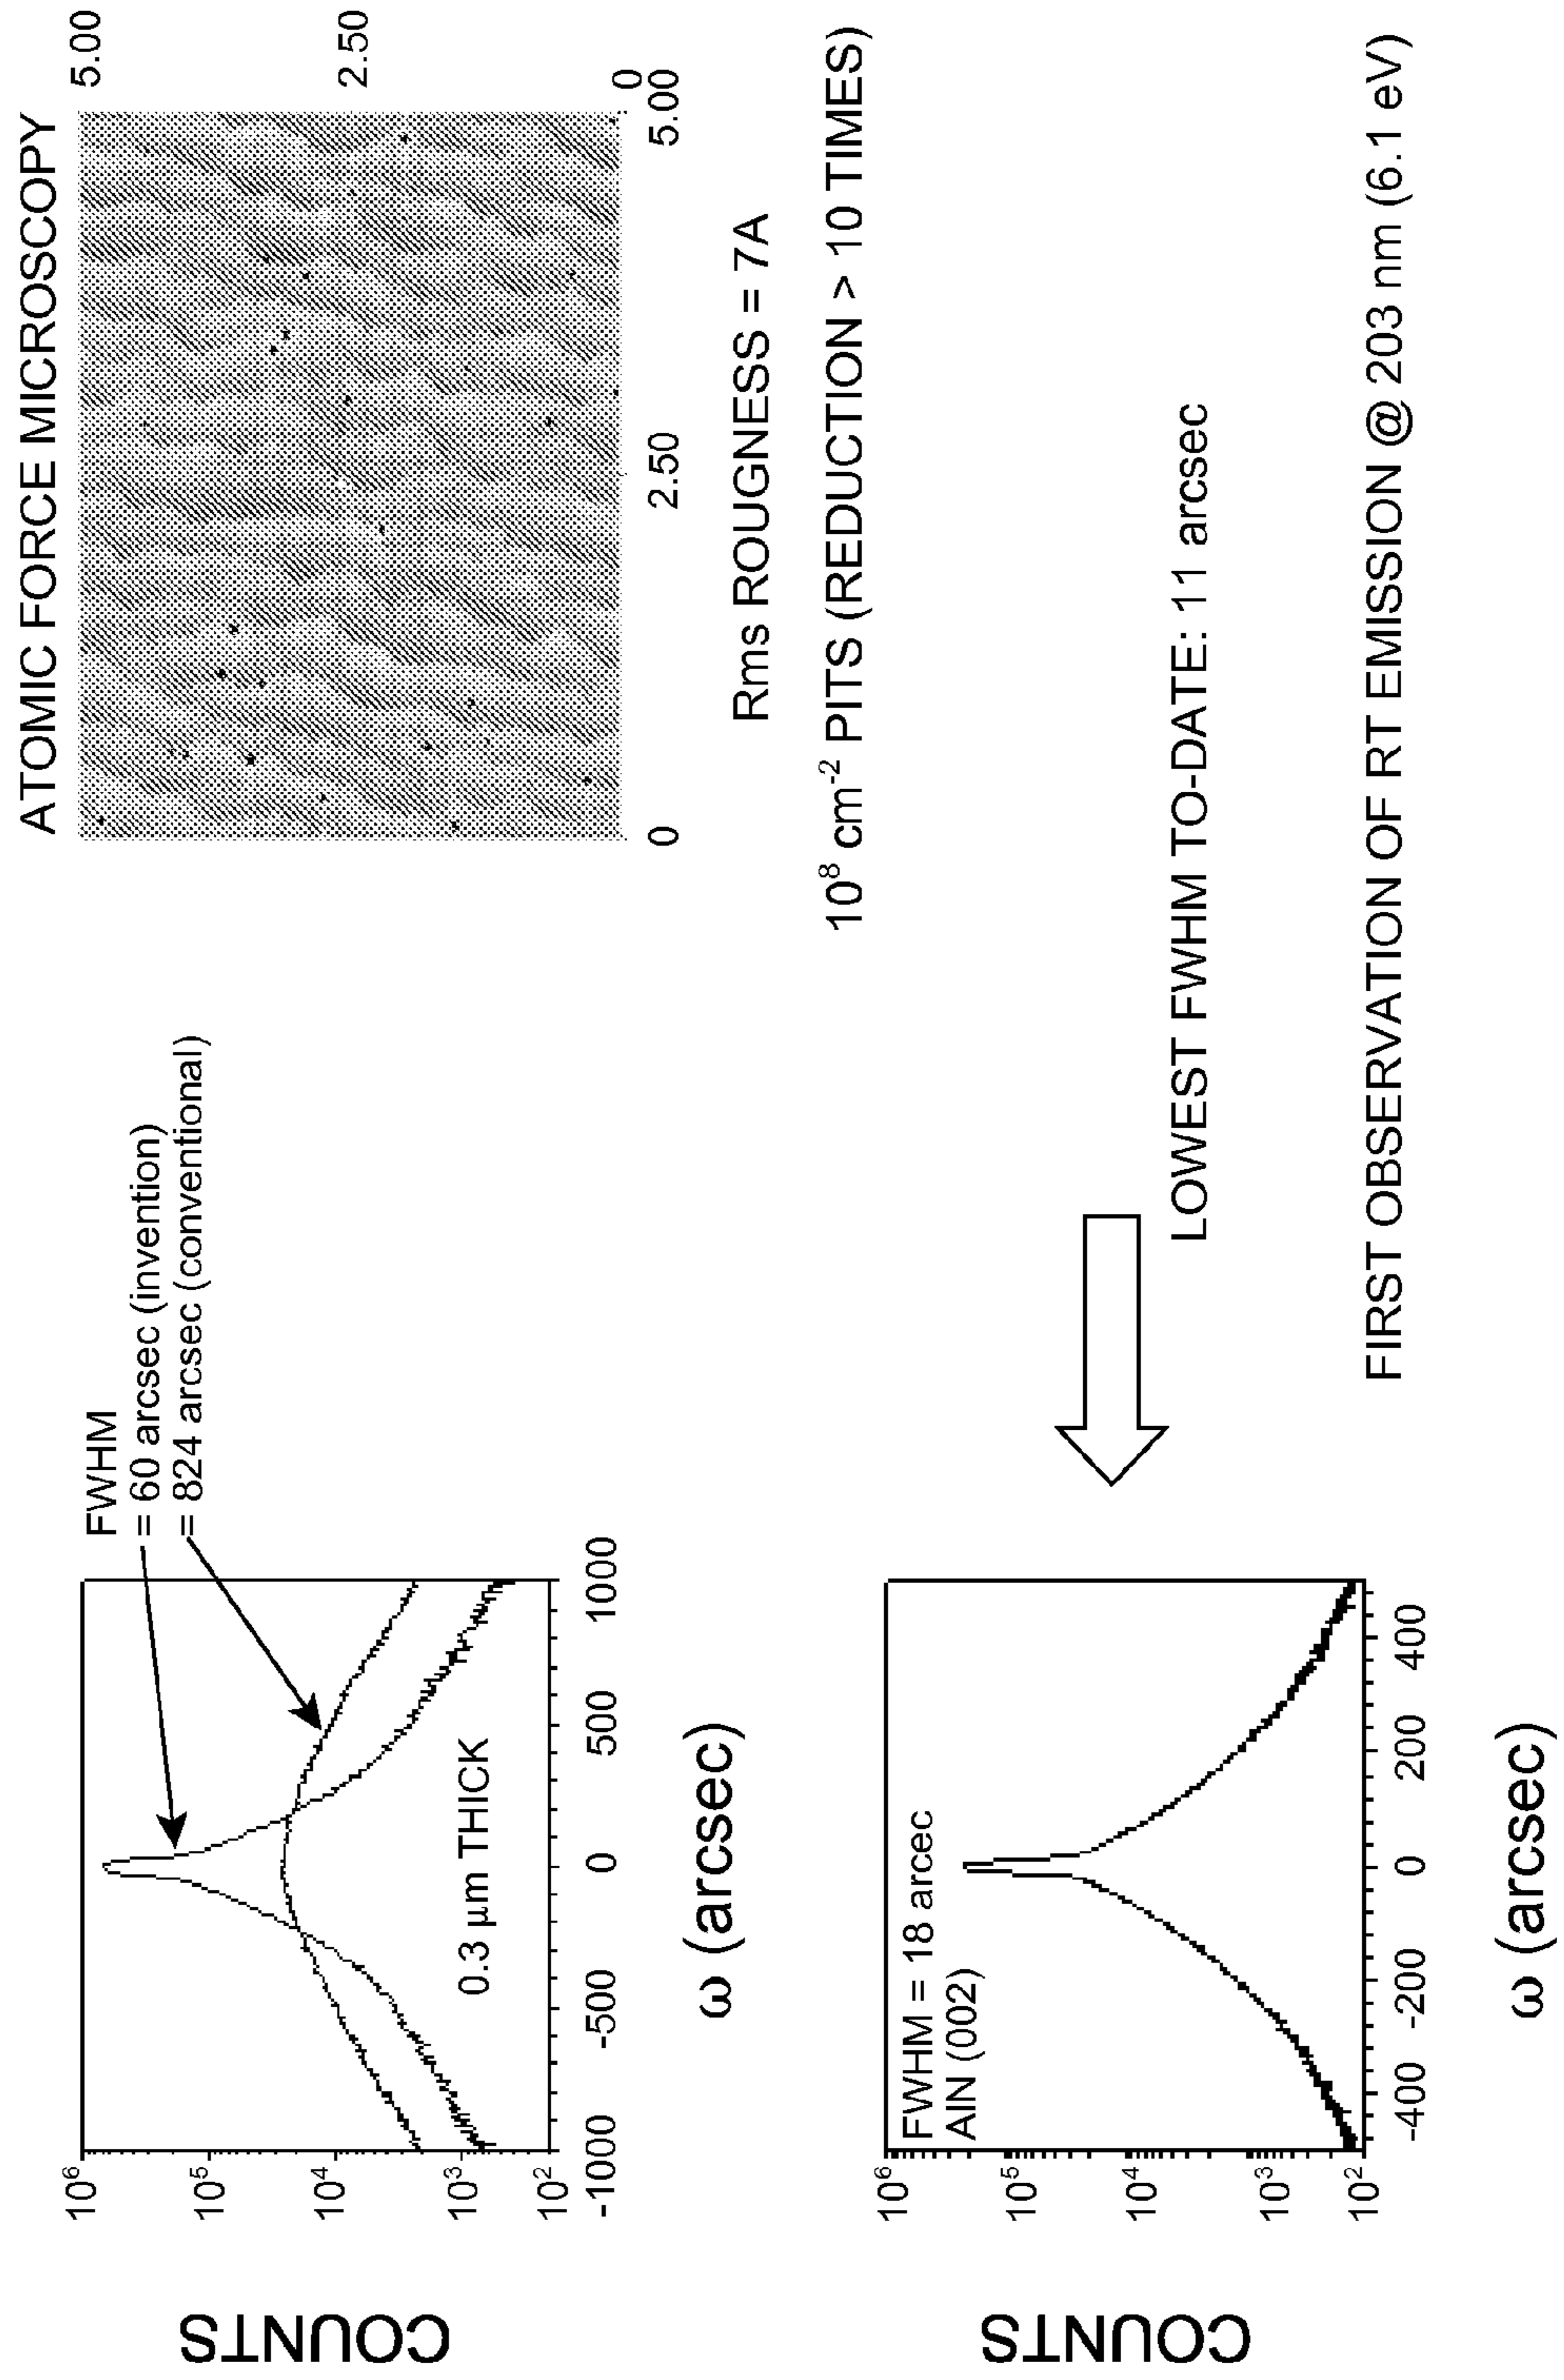 FWHM
= 60 arcsec (invention)
= 824 arcsec (conventional)
COUNTS
10⁶
10⁵
10⁴
10³
10²
0.3 µm THICK
-1000
-500
0
500
1000
ω (arcsec)
ATOMIC FORCE MICROSCOPY
5.00
2.50
0
0
2.50
5.00
Rms ROUGHNESS = 7A
10⁸ cm⁻² PITS (REDUCTION > 10 TIMES)
COUNTS
10⁶
10⁵
10⁴
10³
10²
FWHM = 18 arcec
AlN (002)
-400
-200
0
200
400
ω (arcsec)
LOWEST FWHM TO-DATE: 11 arcsec
FIRST OBSERVATION OF RT EMISSION @ 203 nm (6.1 eV)